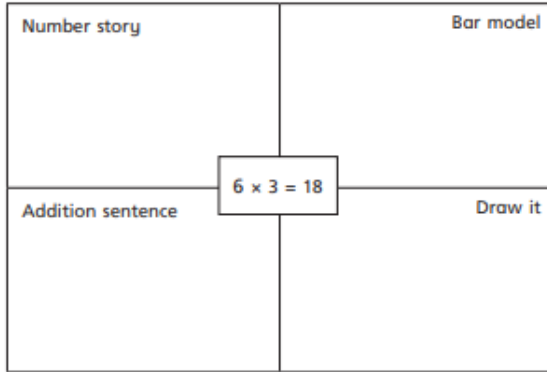 Number story
Bar model
6 × 3 = 18
Addition sentence
Draw it